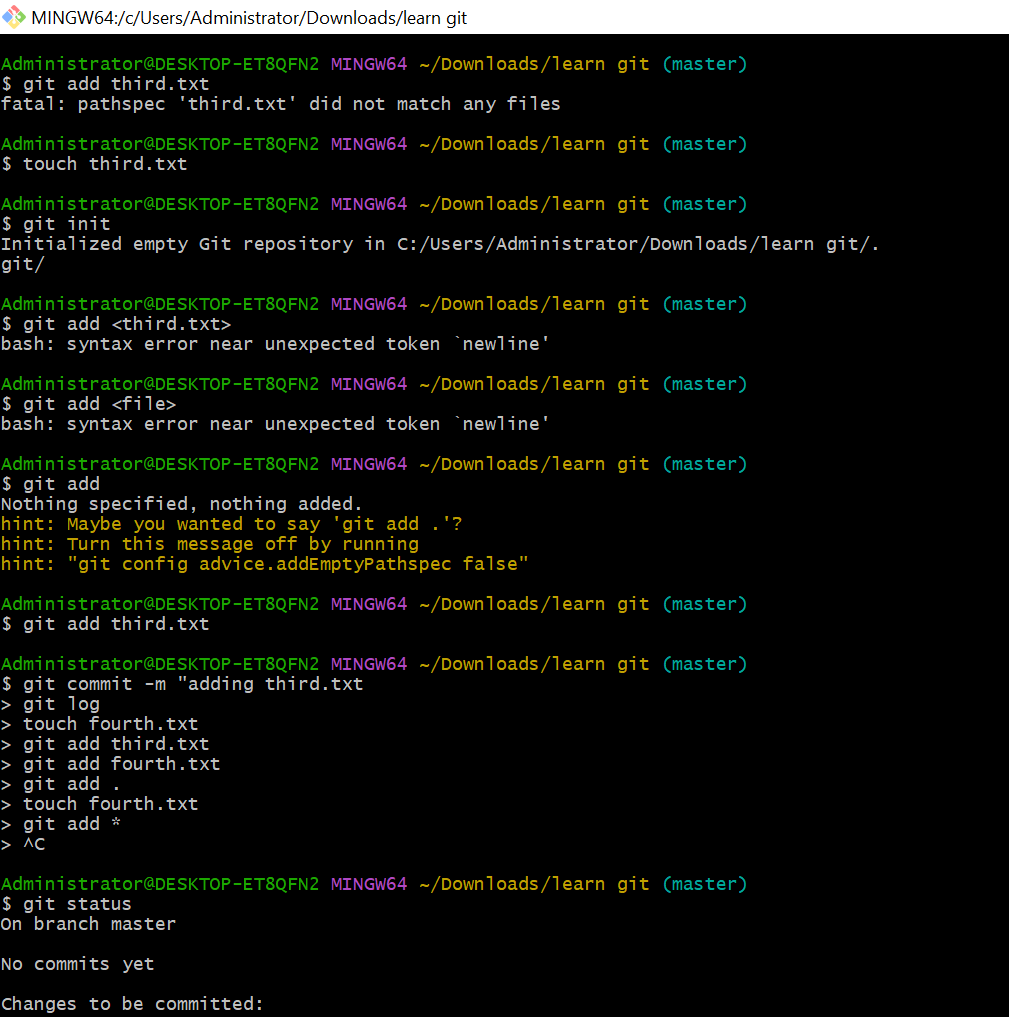 MINGW64:/c/Users/Administrator/Downloads/learn git
Administrator@DESKTOP-ET8QFN2 MINGW64 ~/Downloads/learn git (master)
$ git add third.txt
fatal: pathspec 'third.txt' did not match any files
Administrator@DESKTOP-ET8QFN2 MINGW64 ~/Downloads/learn git (master)
$ touch third.txt
Administrator@DESKTOP-ET8QFN2 MINGW64 ~/Downloads/learn git (master)
$ git init
Initialized empty Git repository in C:/Users/Administrator/Downloads/learn git/.
git/
Administrator@DESKTOP-ET8QFN2 MINGW64 ~/Downloads/learn git (master)
$ git add <third.txt>
bash: syntax error near unexpected token `newline'
Administrator@DESKTOP-ET8QFN2 MINGW64 ~/Downloads/learn git (master)
$ git add <file>
bash: syntax error near unexpected token `newline'
Administrator@DESKTOP-ET8QFN2 MINGW64 ~/Downloads/learn git (master)
$ git add
Nothing specified, nothing added.
hint: Maybe you wanted to say 'git add .'?
hint: Turn this message off by running
hint: "git config advice.addEmptyPathspec false"
Administrator@DESKTOP-ET8QFN2 MINGW64 ~/Downloads/learn git (master)
$ git add third.txt
Administrator@DESKTOP-ET8QFN2 MINGW64 ~/Downloads/learn git (master)
$ git commit -m "adding third.txt
> git log
> touch fourth.txt
> git add third.txt
> git add fourth.txt
> git add .
> touch fourth.txt
> git add *
> ^C
Administrator@DESKTOP-ET8QFN2 MINGW64 ~/Downloads/learn git (master)
$ git status
On branch master
No commits yet
Changes to be committed: